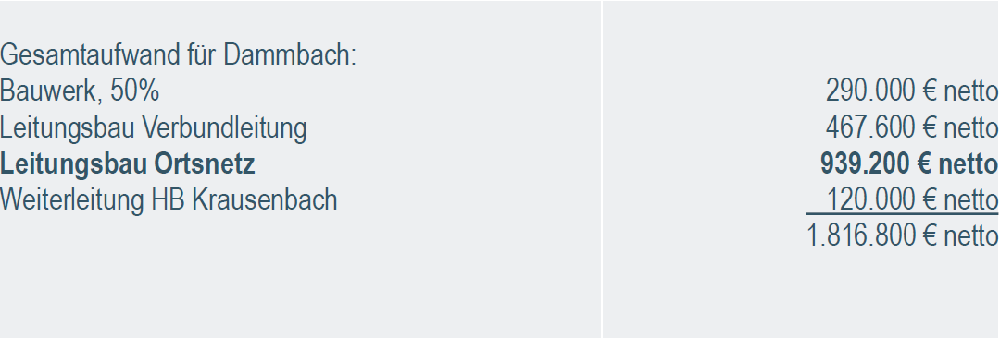 Gesamtaufwand für Dammbach:
Bauwerk, 50% 290.000 € netto
Leitungsbau Verbundleitung 467.600 € netto
Leitungsbau Ortsnetz 939.200 € netto
Weiterleitung HB Krausenbach 120.000 € netto
1.816.800 € netto